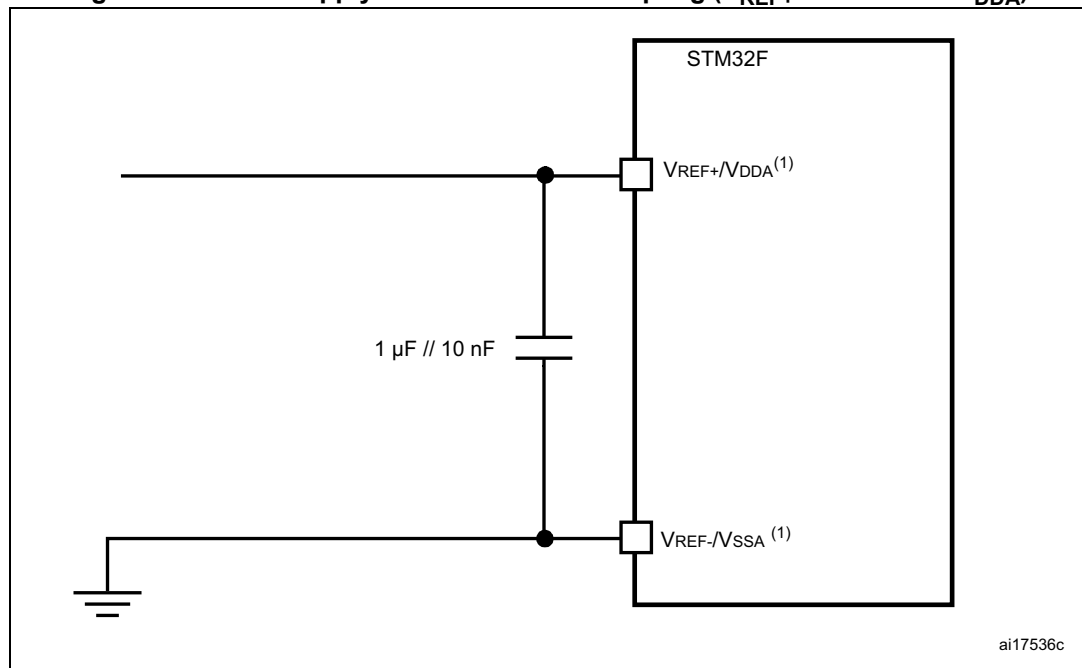 STM32F
VREF+/VDDA(1)
1 µF // 10 nF
VREF-/VSSA (1)
ai17536c